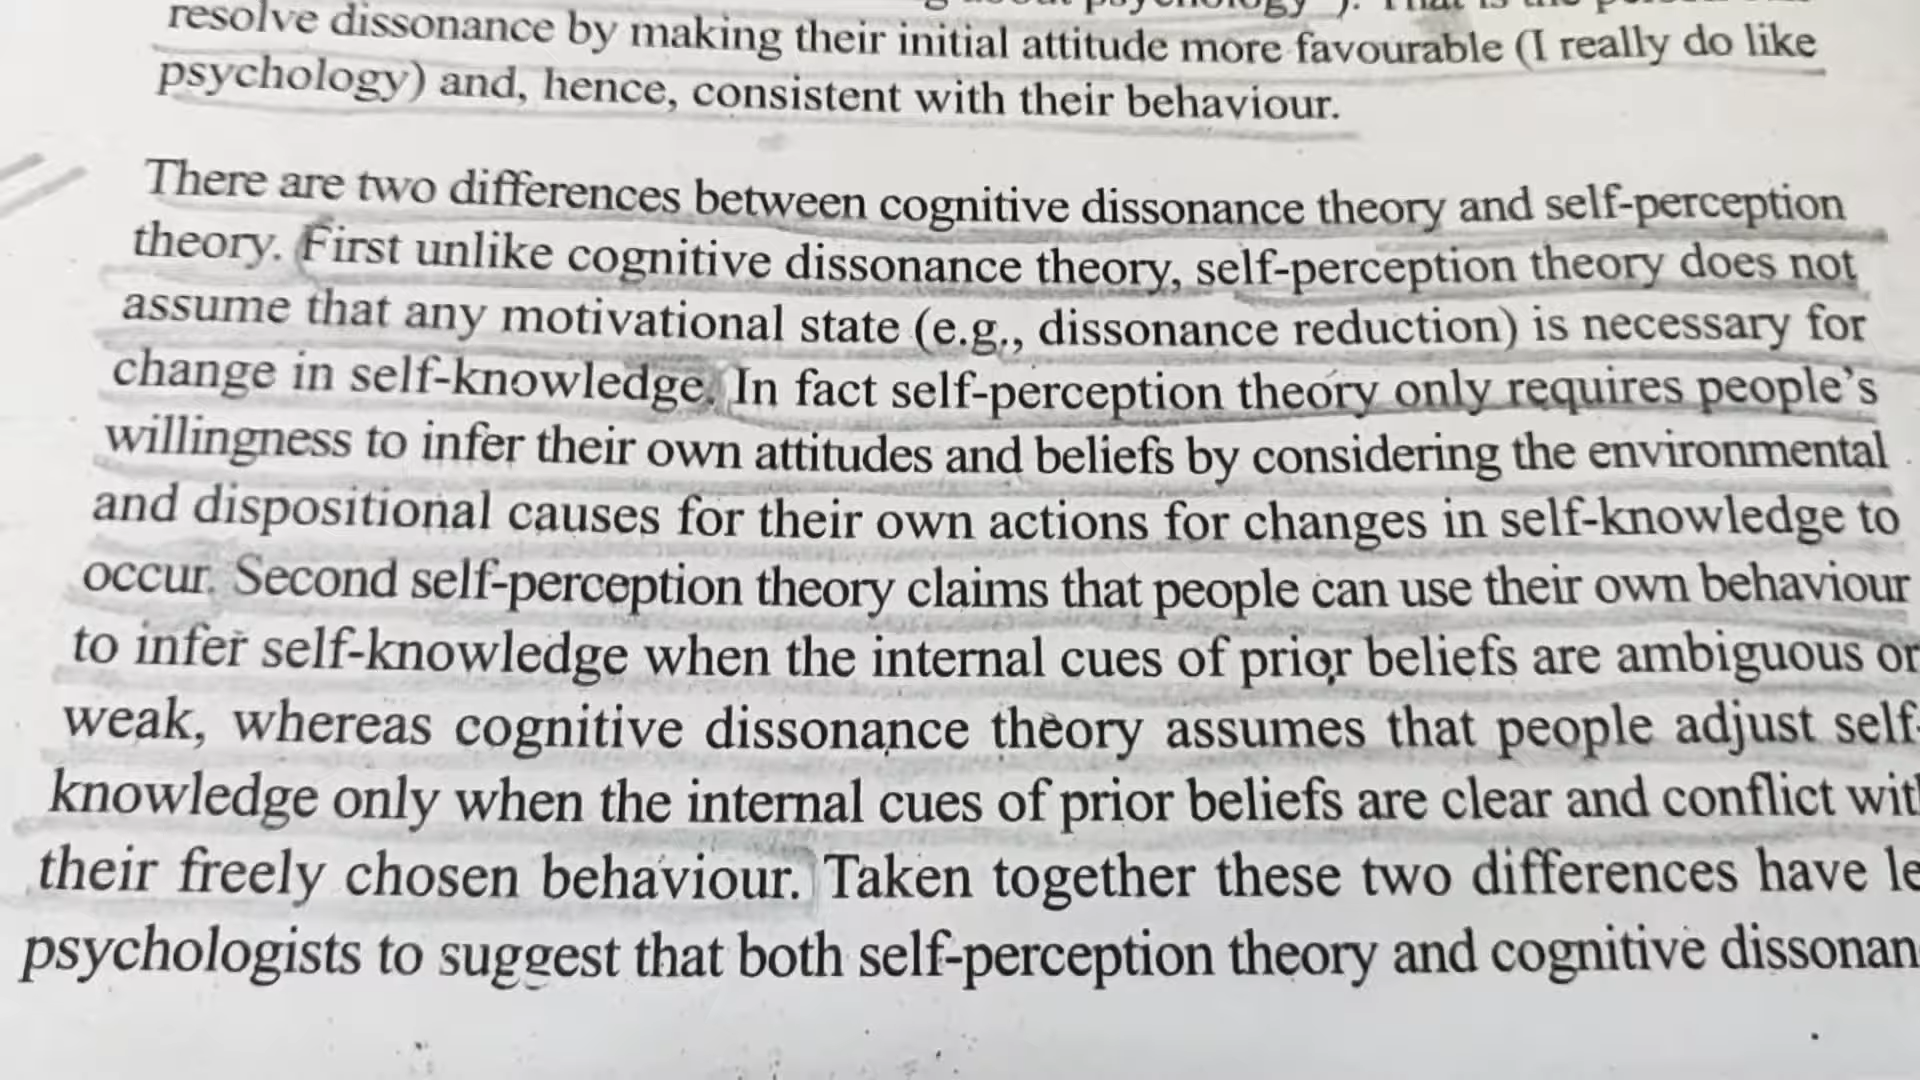 resolve dissonance by making their initial attitude more favourable (I really do like
psychology) and, hence, consistent with their behaviour.
There are two differences between cognitive dissonance theory and self-perception
theory. First unlike cognitive dissonance theory, self-perception theory does not
assume that any motivational state (e.g., dissonance reduction) is necessary for
change in self-knowledge. In fact self-perception theory only requires people's
willingness to infer their own attitudes and beliefs by considering the environmental
and dispositional causes for their own actions for changes in self-knowledge to
occur. Second self-perception theory claims that people can use their own behaviour
to infer self-knowledge when the internal cues of prior beliefs are ambiguous or
weak, whereas cognitive dissonance theory assumes that people adjust self-
knowledge only when the internal cues of prior beliefs are clear and conflict wit
their freely chosen behaviour. Taken together these two differences have le
psychologists to suggest that both self-perception theory and cognitive dissonan